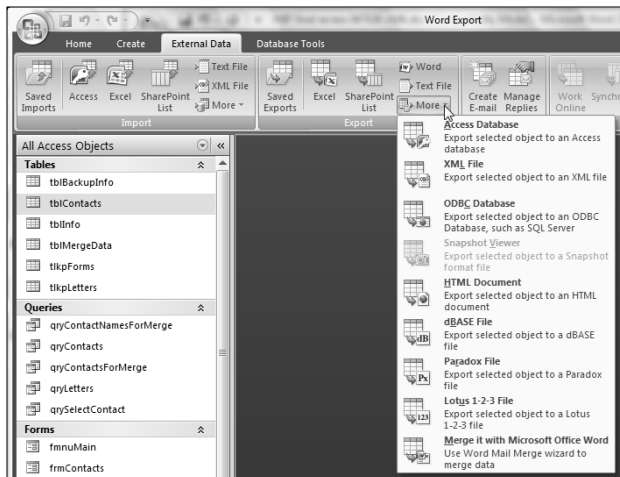 Word Export
Home Create External Data Database Tools
Saved Imports
Access
Excel
SharePoint List
Text File
XML File
More
Import
Saved Exports
Excel
SharePoint List
Word
Text File
More
Export
Create E-mail
Manage Replies
Work Online
Synchr
All Access Objects
Tables
tblBackupInfo
tblContacts
tblInfo
tblMergeData
tlkpForms
tlkpLetters
Queries
qryContactNamesForMerge
qryContacts
qryContactsForMerge
qryLetters
qrySelectContact
Forms
fmnuMain
frmContacts
Access Database
Export selected object to an Access
database
XML File
Export selected object to an XML file
ODBC Database
Export selected object to an ODBC
Database, such as SQL Server
Snapshot Viewer
Export selected object to a Snapshot
format file
HTML Document
Export selected object to an HTML
document
dBASE File
Export selected object to a dBASE
file
Paradox File
Export selected object to a Paradox
file
Lotus 1-2-3 File
Export selected object to a Lotus
1-2-3 file
Merge it with Microsoft Office Word
Use Word Mail Merge wizard to
merge data